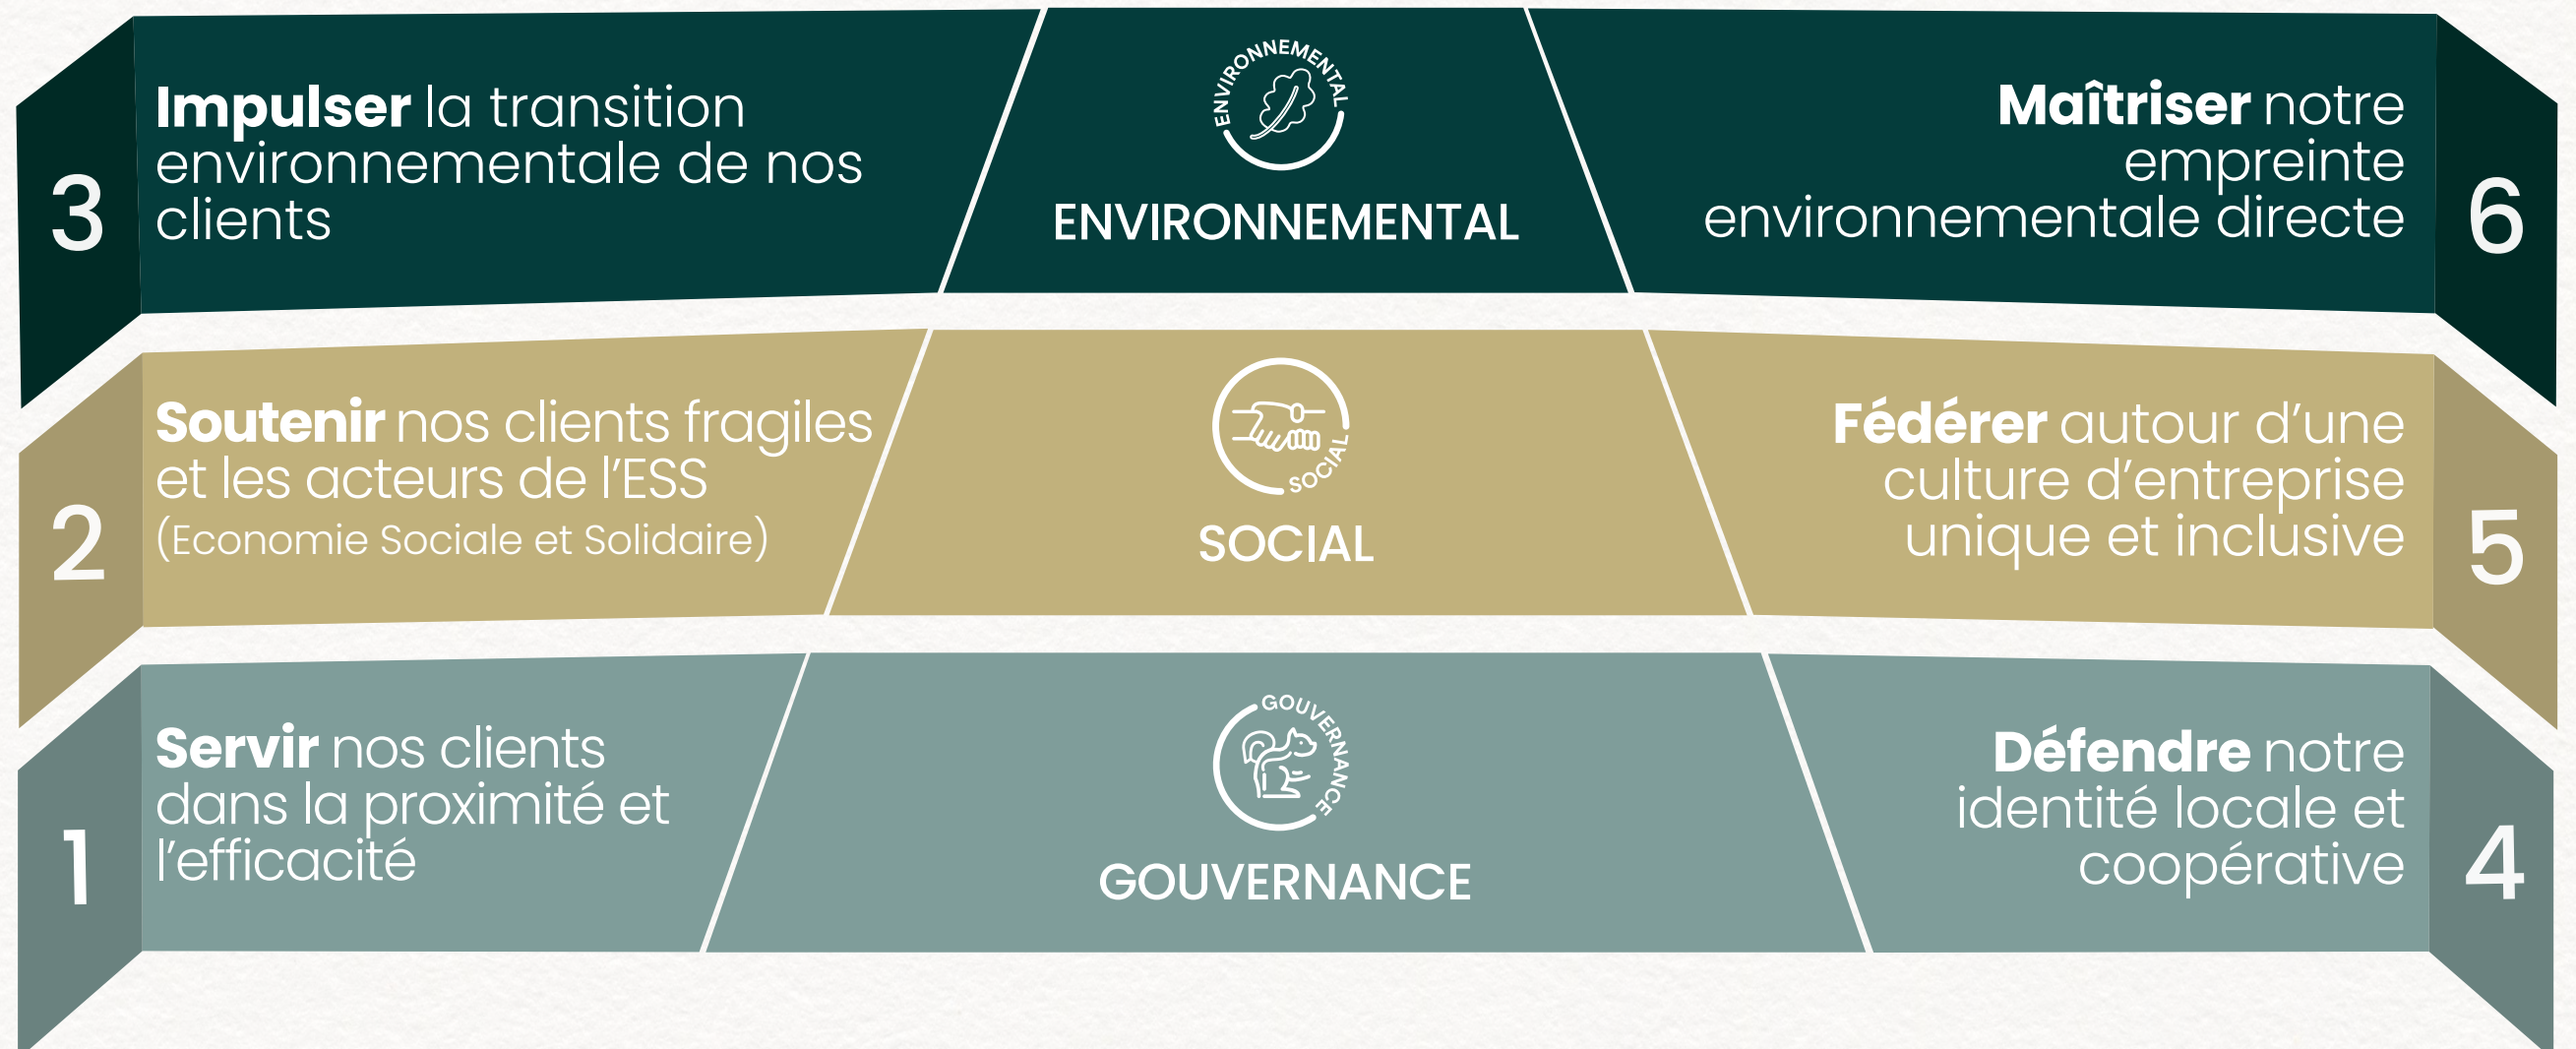 3
Impulser la transition
environnementale de nos
clients
ENVIRONNEMENTAL
ENVIRONNEMENTAL
Maîtriser notre
empreinte
environnementale directe
6
2
Soutenir nos clients fragiles
et les acteurs de l’ESS
(Economie Sociale et Solidaire)
SOCIAL
SOCIAL
Fédérer autour d’une
culture d’entreprise
unique et inclusive
5
1
Servir nos clients
dans la proximité et
l’efficacité
GOUVERNANCE
GOUVERNANCE
Défendre notre
identité locale et
coopérative
4